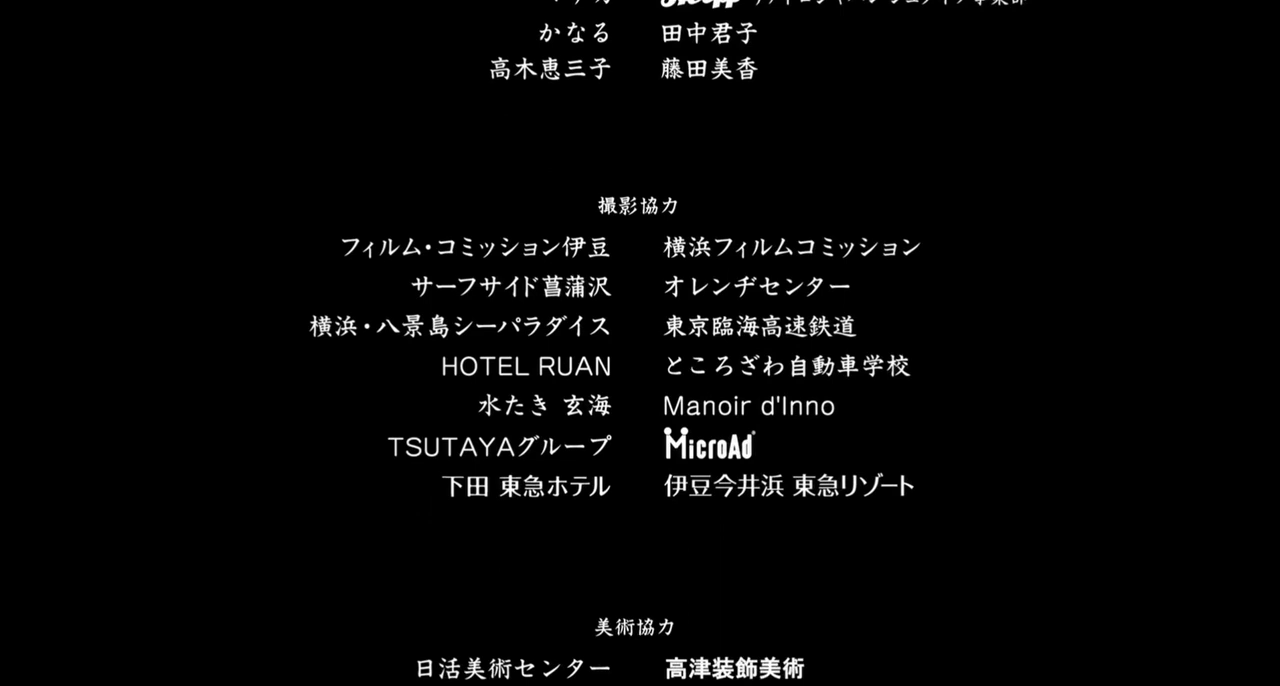 かなる 田中君子
高木恵三子 藤田美香
撮影協力
フィルム・コミッション伊豆 横浜フィルムコミッション
サーフサイド菖蒲沢 オレンヂセンター
横浜・八景島シーパラダイス 東京臨海高速鉄道
HOTEL RUAN ところざわ自動車学校
水たき 玄海 Manoir d'Inno
TSUTAYAグループ MicroAd
下田 東急ホテル 伊豆今井浜 東急リゾート
美術協力
日活美術センター 高津装飾美術